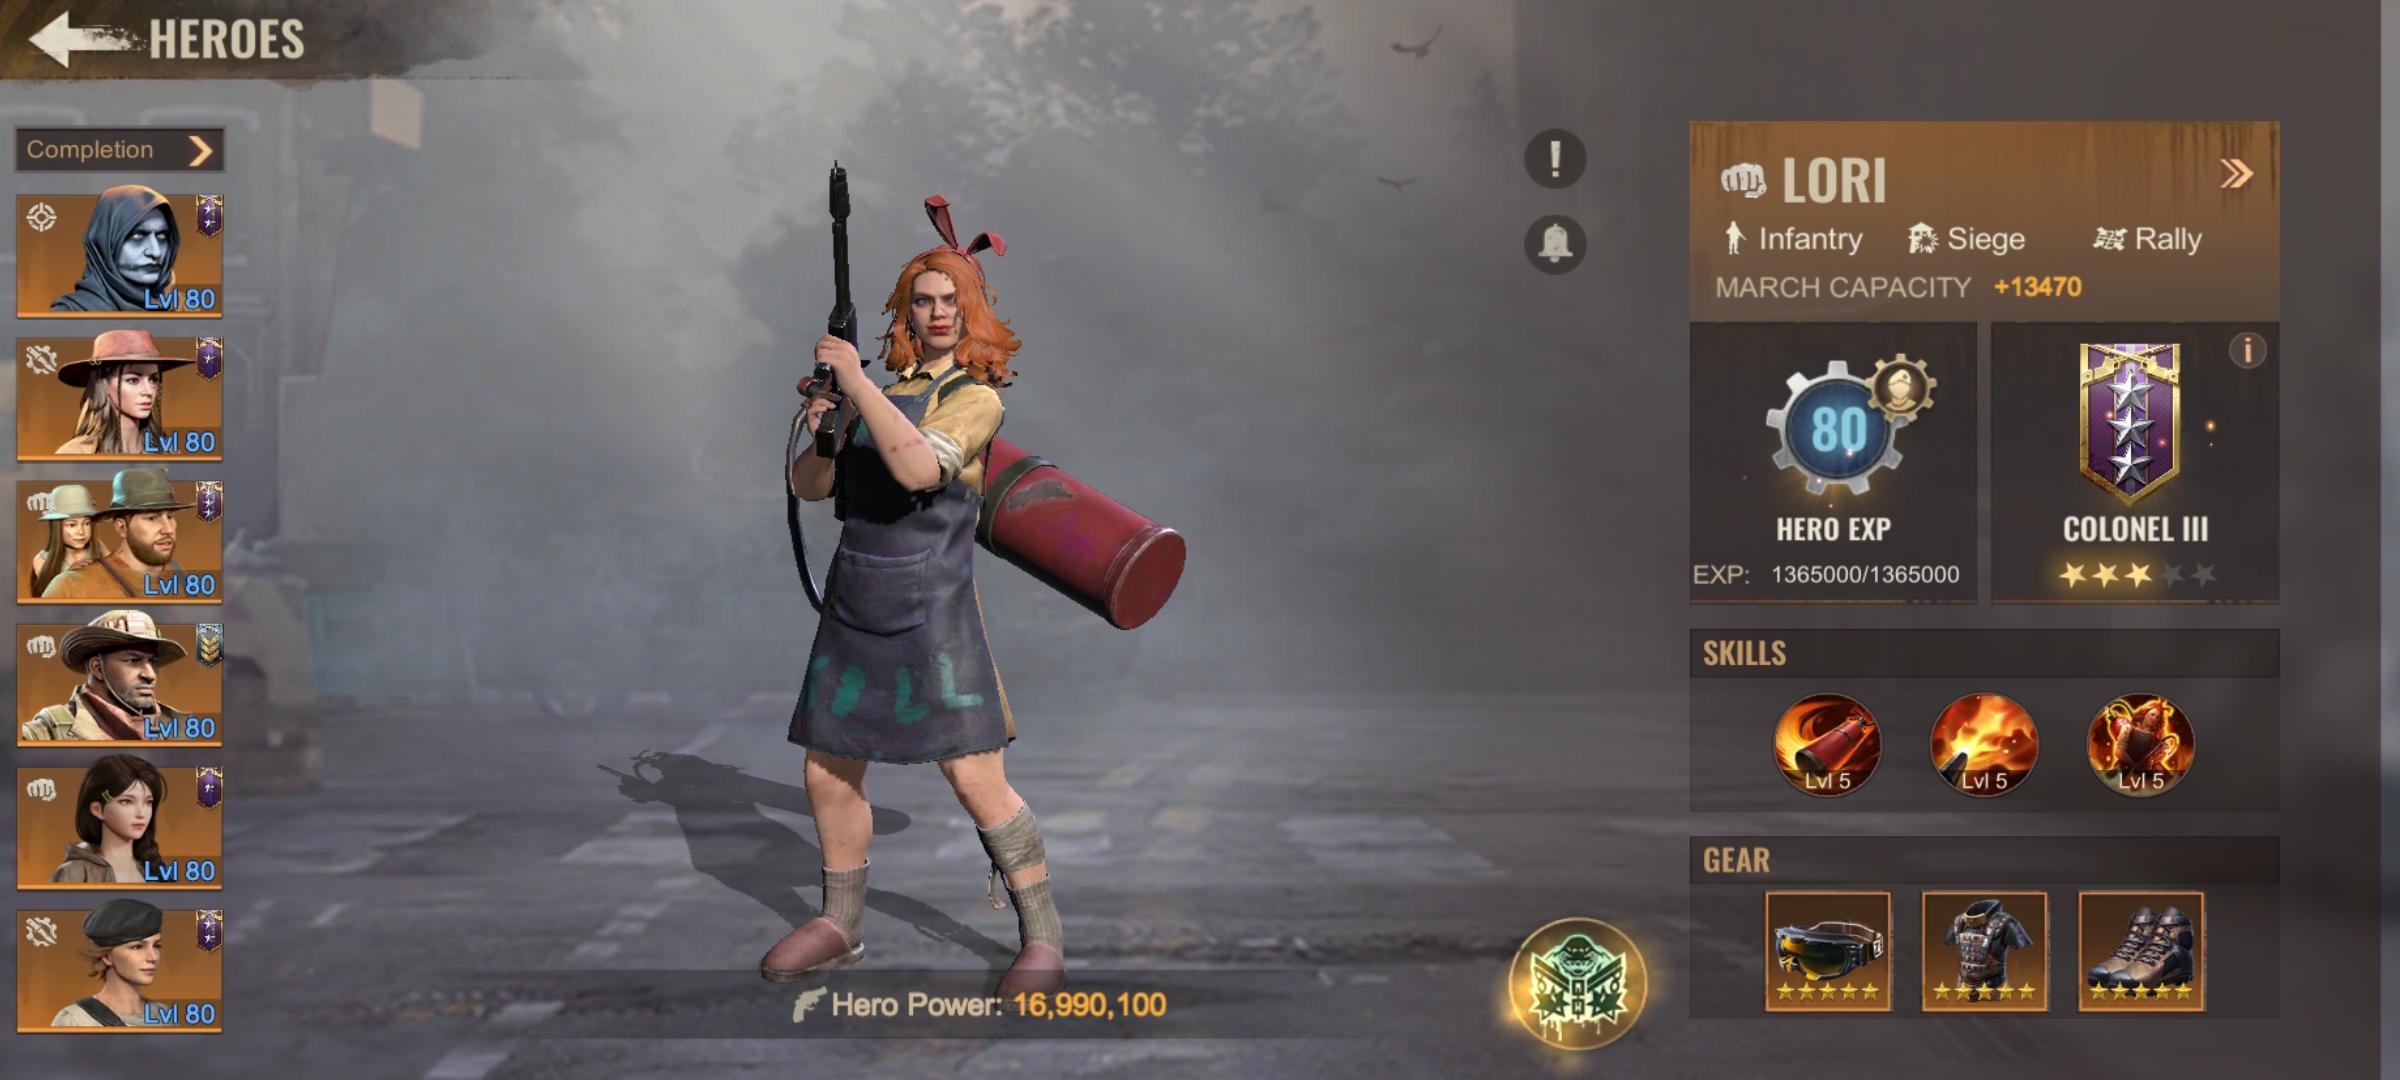 HEROES
Completion
Lvl 80
Lvl 80
Lvl 80
Lvl 80
Lvl 80
Lvl 80
Hero Power: 16,990,100
LORI
Infantry Siege Rally
MARCH CAPACITY +13470
80
HERO EXP
EXP: 1365000/1365000
i
COLONEL III
SKILLS
Lvl 5 Lvl 5 Lvl 5
GEAR